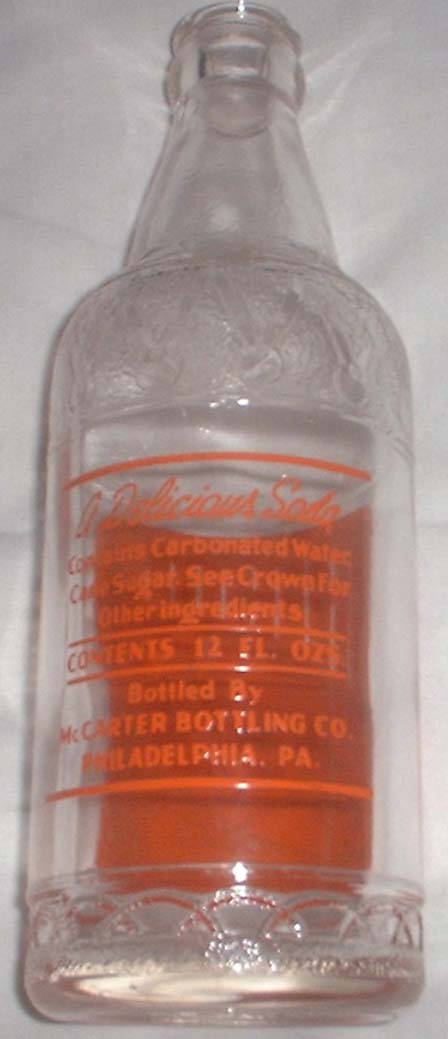 A Delicious Soda
Contains Carbonated Water,
Cane Sugar. See Crown For
Other ingredients.
CONTENTS 12 FL. OZS.
Bottled By
McCARTER BOTTLING CO.
PHILADELPHIA, PA.